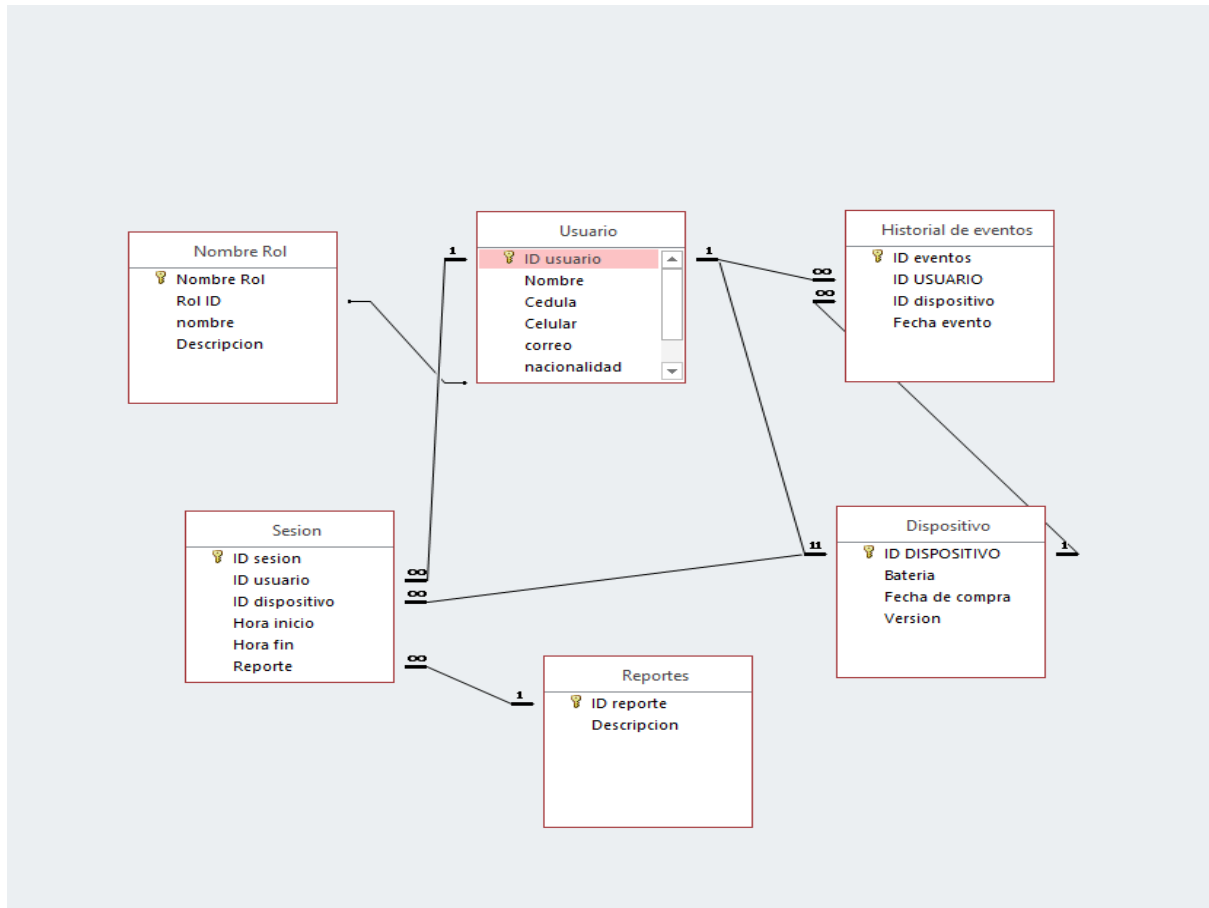 Nombre Rol
Nombre Rol
Rol ID
nombre
Descripcion
Usuario
ID usuario
Nombre
Cedula
Celular
correo
nacionalidad
Historial de eventos
ID eventos
ID USUARIO
ID dispositivo
Fecha evento
1
1
∞
∞
Sesion
ID sesion
ID usuario
ID dispositivo
Hora inicio
Hora fin
Reporte
∞
∞
∞
Dispositivo
ID DISPOSITIVO
Bateria
Fecha de compra
Version
11
1
Reportes
ID reporte
Descripcion
1